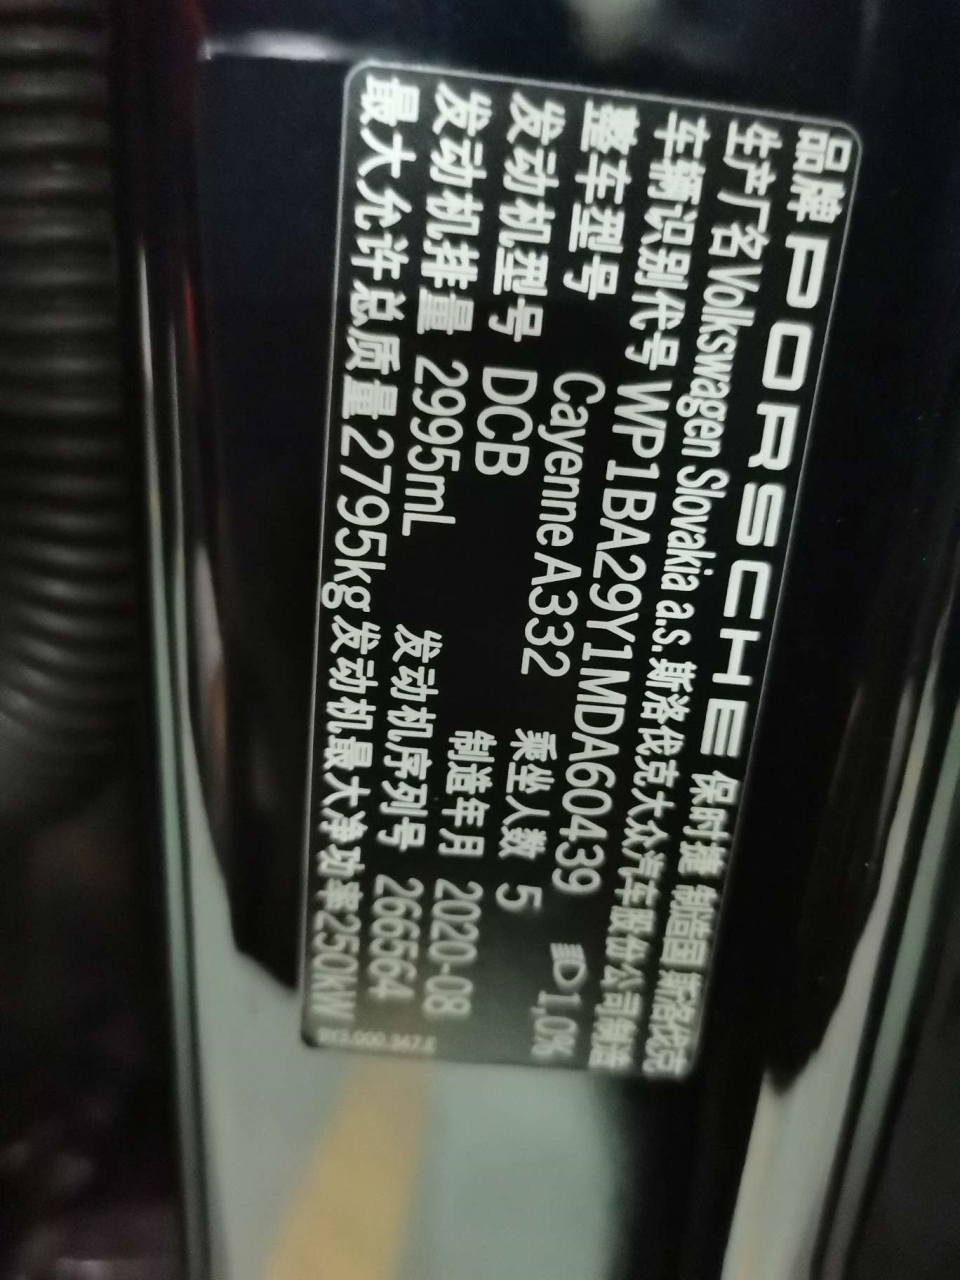 品牌 PORSCHE 保时捷 制造国 斯洛伐克
生产厂名 Volkswagen Slovakia a.s. 斯洛伐克大众汽车股份公司制造
车辆识别代号 WP1BA29Y1MDA60439
整车型号 Cayenne A332 1,0%
发动机型号 DCB 乘坐人数 5
发动机排量 2995mL 制造年月 2020-08
最大允许总质量 2795kg 发动机序列号 266564
发动机最大净功率 250kW